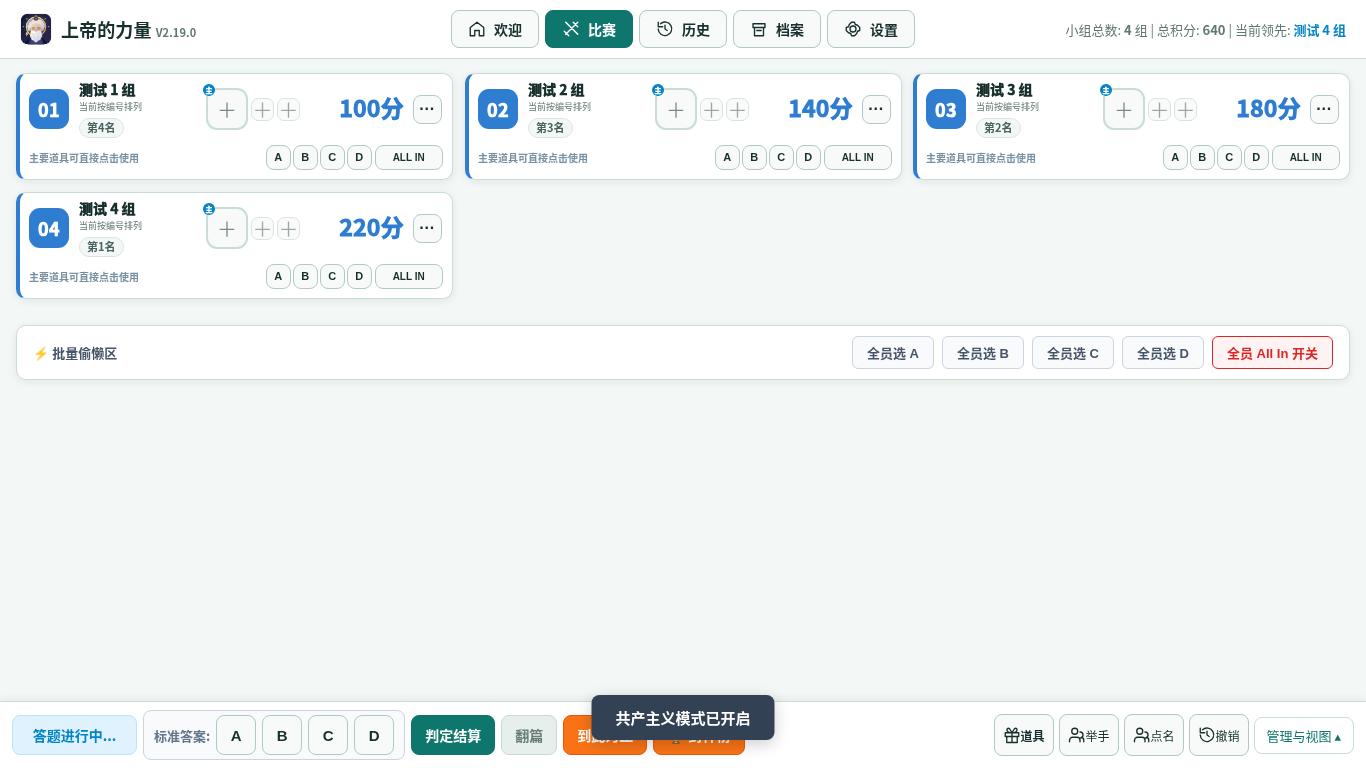 上帝的力量 V2.19.0
欢迎
比赛
历史
档案
设置
小组总数: 4 组 | 总积分: 640 | 当前领先: 测试 4 组
01
测试 1 组
当前按编号排列
第4名
主
100分
...
主要道具可直接点击使用
A B C D ALL IN
02
测试 2 组
当前按编号排列
第3名
主
140分
...
主要道具可直接点击使用
A B C D ALL IN
03
测试 3 组
当前按编号排列
第2名
主
180分
...
主要道具可直接点击使用
A B C D ALL IN
04
测试 4 组
当前按编号排列
第1名
主
220分
...
主要道具可直接点击使用
A B C D ALL IN
⚡ 批量偷懒区
全员选 A
全员选 B
全员选 C
全员选 D
全员 All In 开关
共产主义模式已开启
答题进行中...
标准答案: A B C D
判定结算
翻篇
道具
举手
点名
撤销
管理与视图 ▴